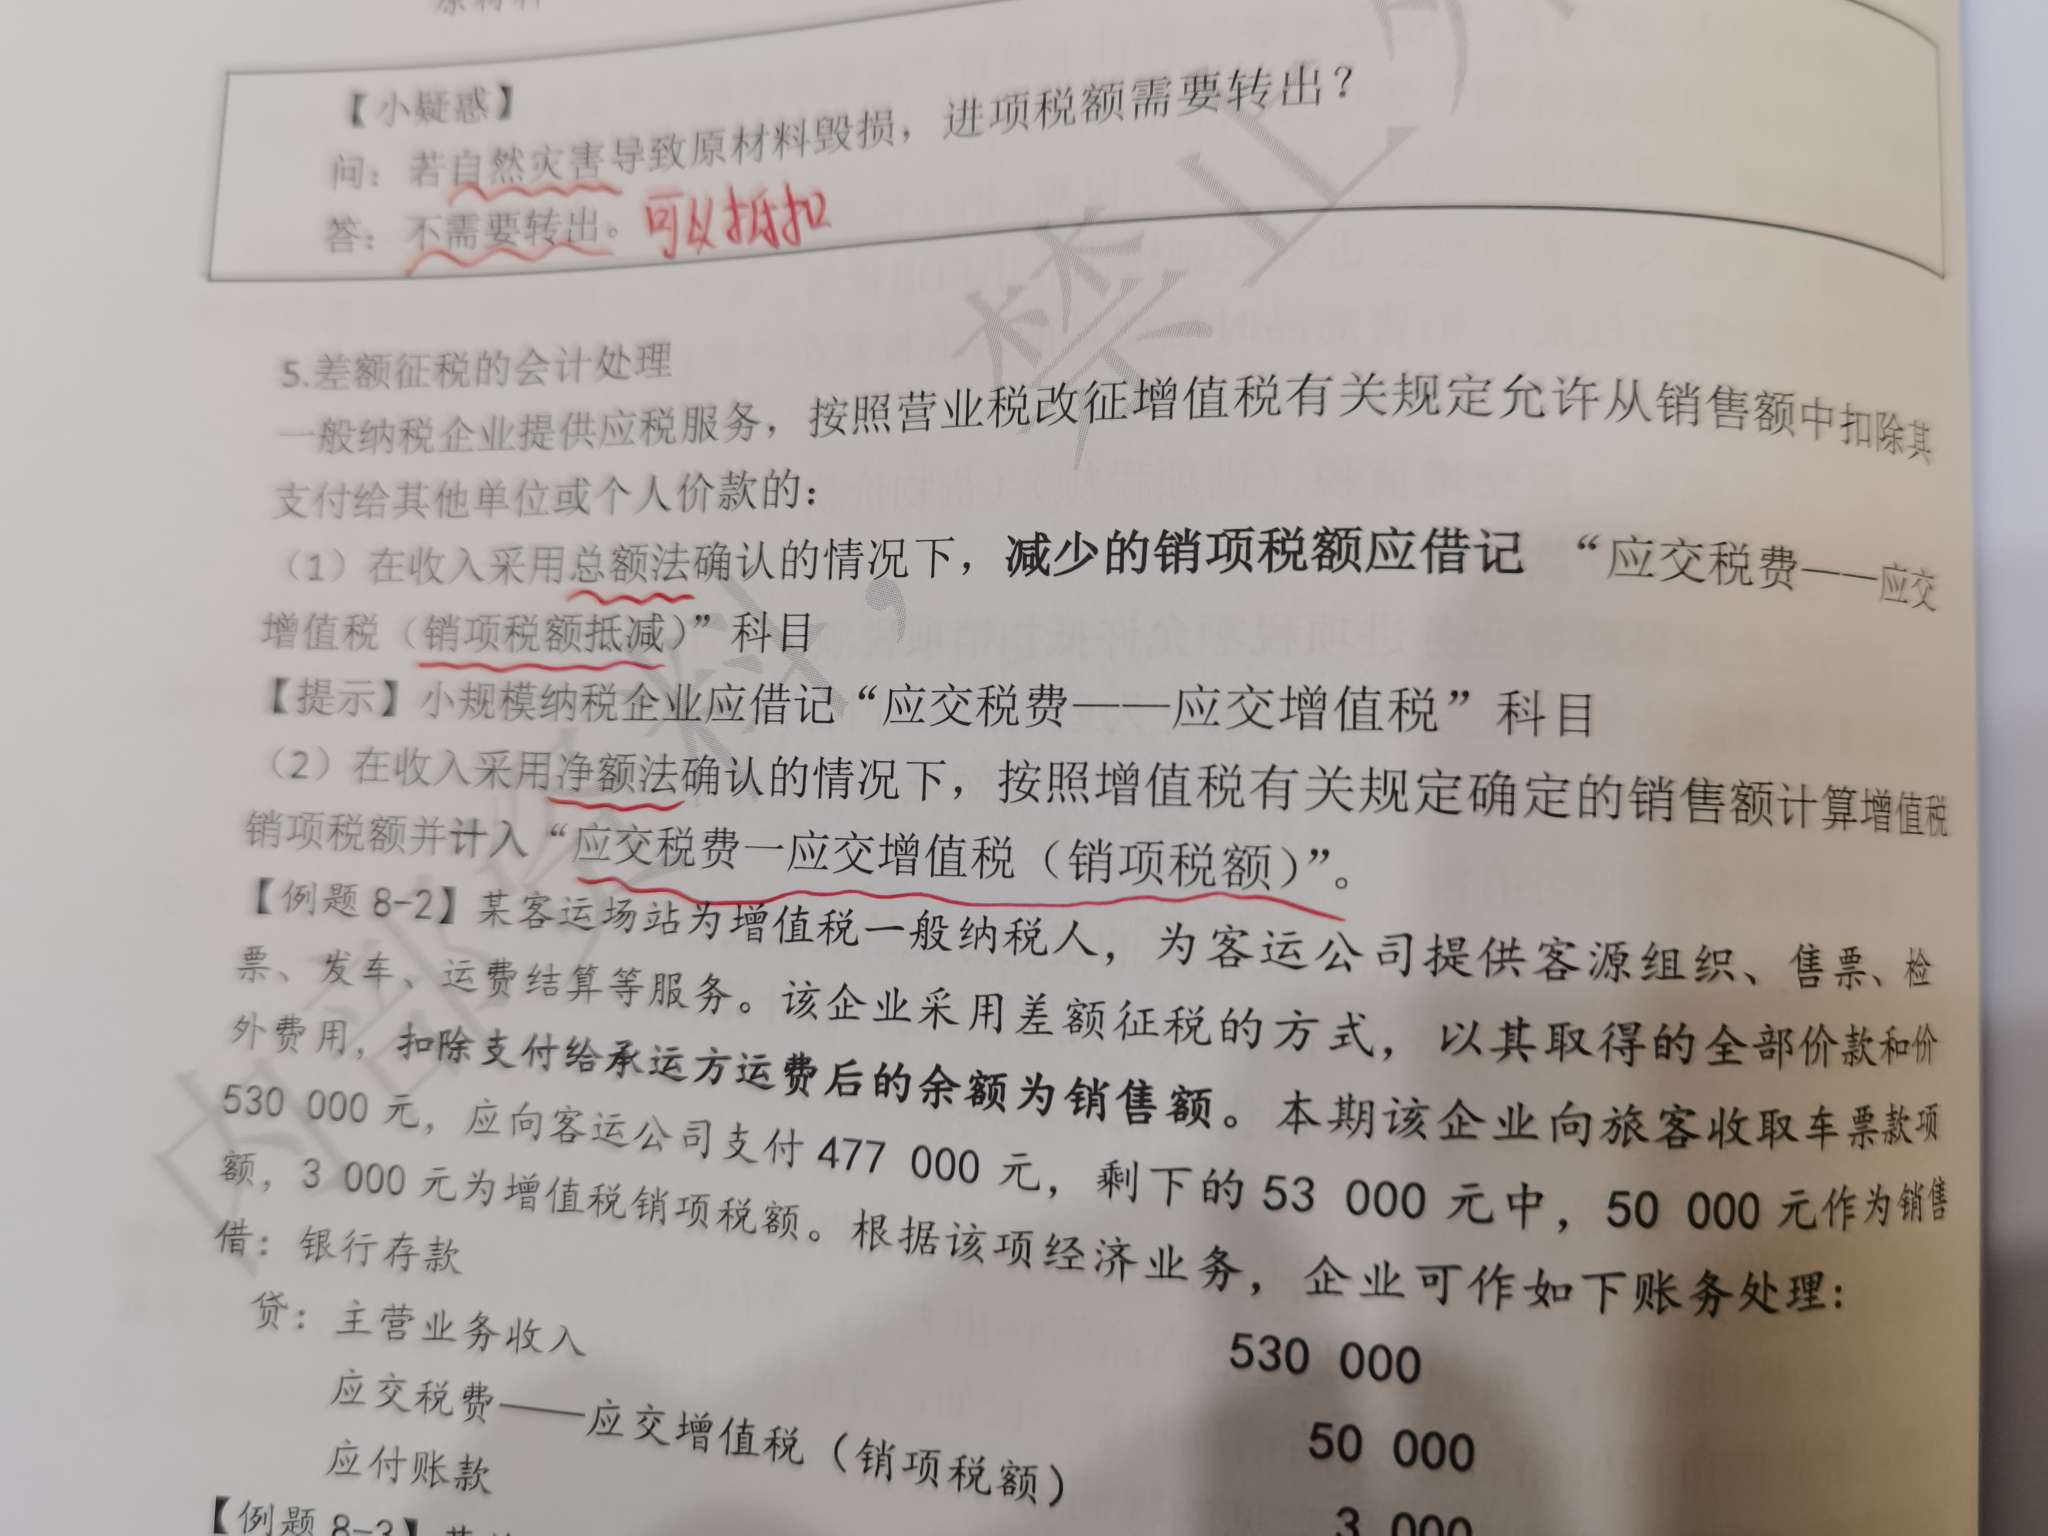 【小疑惑】
问：若自然灾害导致原材料毁损，进项税额需要转出？
答：不需要转出。可以抵扣
5.差额征税的会计处理
一般纳税企业提供应税服务，按照营业税改征增值税有关规定允许从销售额中扣除其
支付给其他单位或个人价款的：
（1）在收入采用总额法确认的情况下，减少的销项税额应借记 “应交税费——应交
增值税（销项税额抵减）”科目
【提示】小规模纳税企业应借记“应交税费——应交增值税”科目
（2）在收入采用净额法确认的情况下，按照增值税有关规定确定的销售额计算增值税
销项税额并计入“应交税费一应交增值税（销项税额）”。
【例题 8-2】某客运场站为增值税一般纳税人，为客运公司提供客源组织、售票、检
票、发车、运费结算等服务。该企业采用差额征税的方式，以其取得的全部价款和价
外费用，扣除支付给承运方运费后的余额为销售额。本期该企业向旅客收取车票款项
530 000 元，应向客运公司支付 477 000 元，剩下的 53 000 元中，50 000 元作为销售
额，3 000 元为增值税销项税额。根据该项经济业务，企业可作如下账务处理：
借：银行存款 530 000
贷：主营业务收入 50 000
应交税费——应交增值税（销项税额） 3 000
应付账款
【例题 8-3】
内部资料，禁止